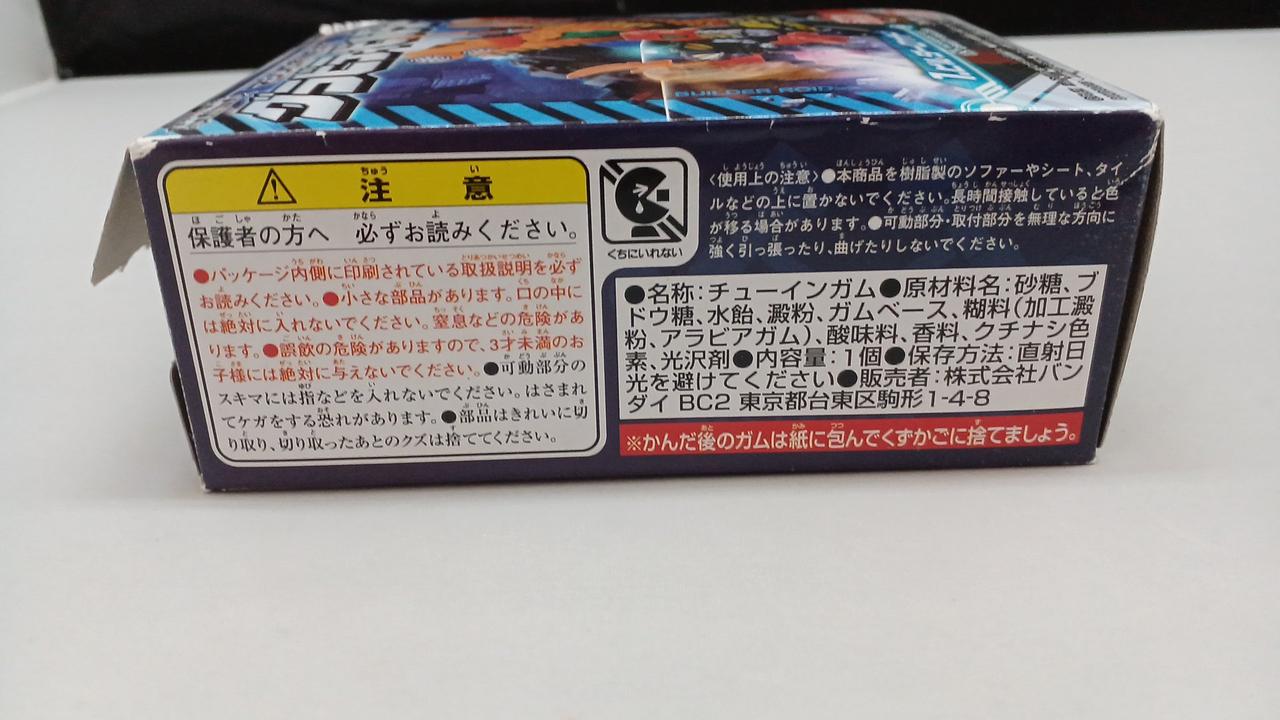 BUILDER ROID
注意
保護者の方へ 必ずお読みください。
●パッケージ内側に印刷されている取扱説明を必ず
お読みください。●小さな部品があります。口の中に
は絶対に入れないでください。窒息などの危険があ
ります。●誤飲の危険がありますので、3才未満のお
子様には絶対に与えないでください。●可動部分の
スキマには指などを入れないでください。はさまれ
てケガをする恐れがあります。●部品はきれいに切
り取り、切り取ったあとのクズは捨ててください。
くちにいれない
〈使用上の注意〉●本商品を樹脂製のソファーやシート、タイ
ルなどの上に置かないでください。長時間接触していると色
が移る場合があります。●可動部分・取付部分を無理な方向に
強く引っ張ったり、曲げたりしないでください。
●名称：チューインガム●原材料名：砂糖、ブ
ドウ糖、水飴、澱粉、ガムベース、糊料（加工澱
粉、アラビアガム）、酸味料、香料、クチナシ色
素、光沢剤●内容量：1個●保存方法：直射日
光を避けてください●販売者：株式会社バン
ダイ BC2 東京都台東区駒形1-4-8
※かんだ後のガムは紙に包んでくずかごに捨てましょう。